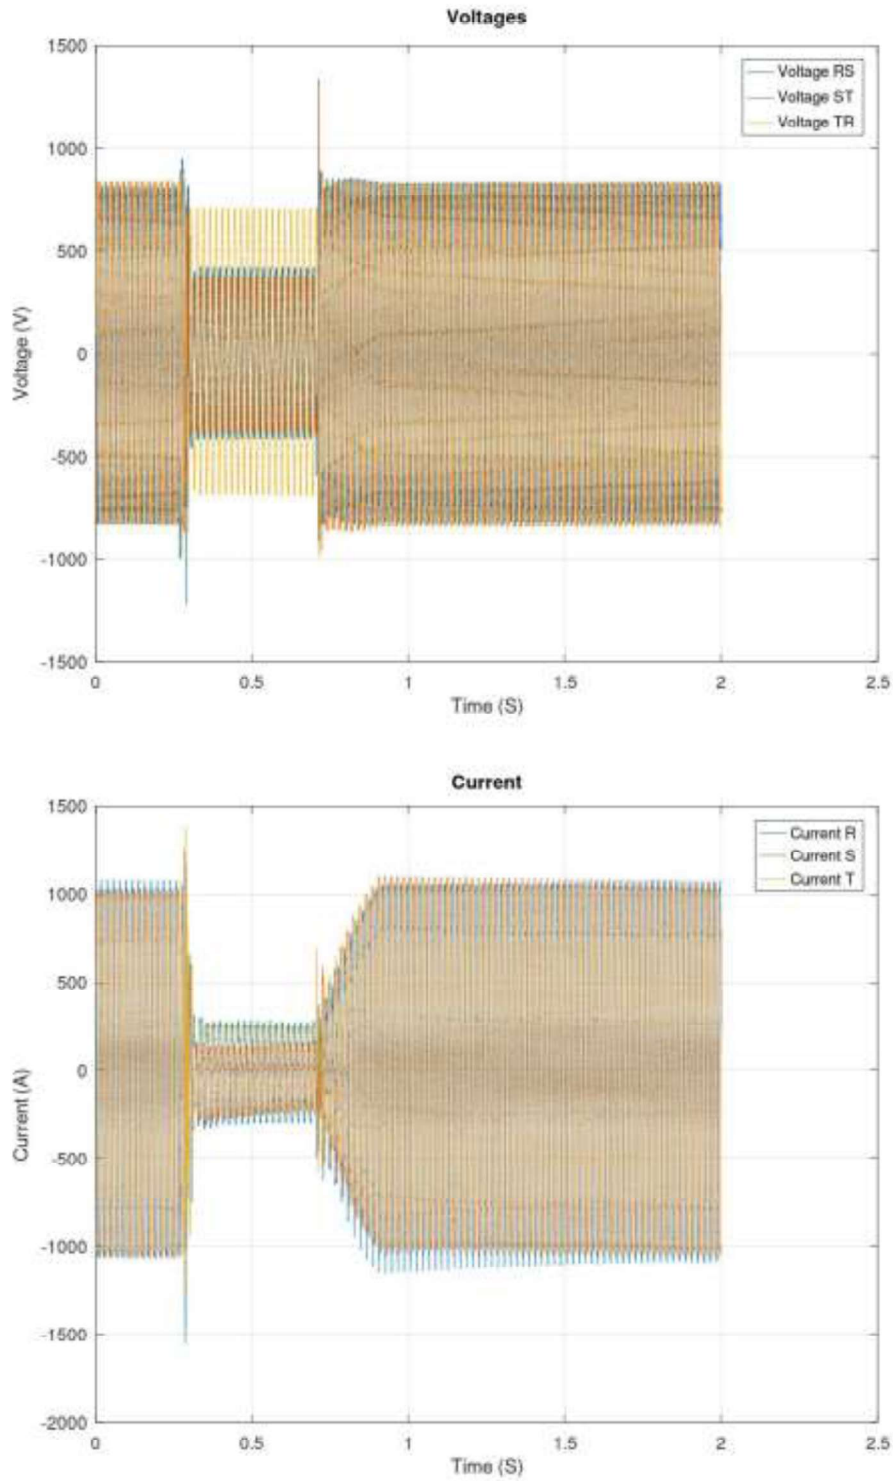 Voltages
1500
Voltage RS
Voltage ST
Voltage TR
1000
500
0
-500
-1000
-1500
Voltage (V)
0 0.5 1 1.5 2 2.5
Time (S)
Current
1500
Current R
Current S
Current T
1000
500
0
-500
-1000
-1500
-2000
Current (A)
0 0.5 1 1.5 2 2.5
Time (S)